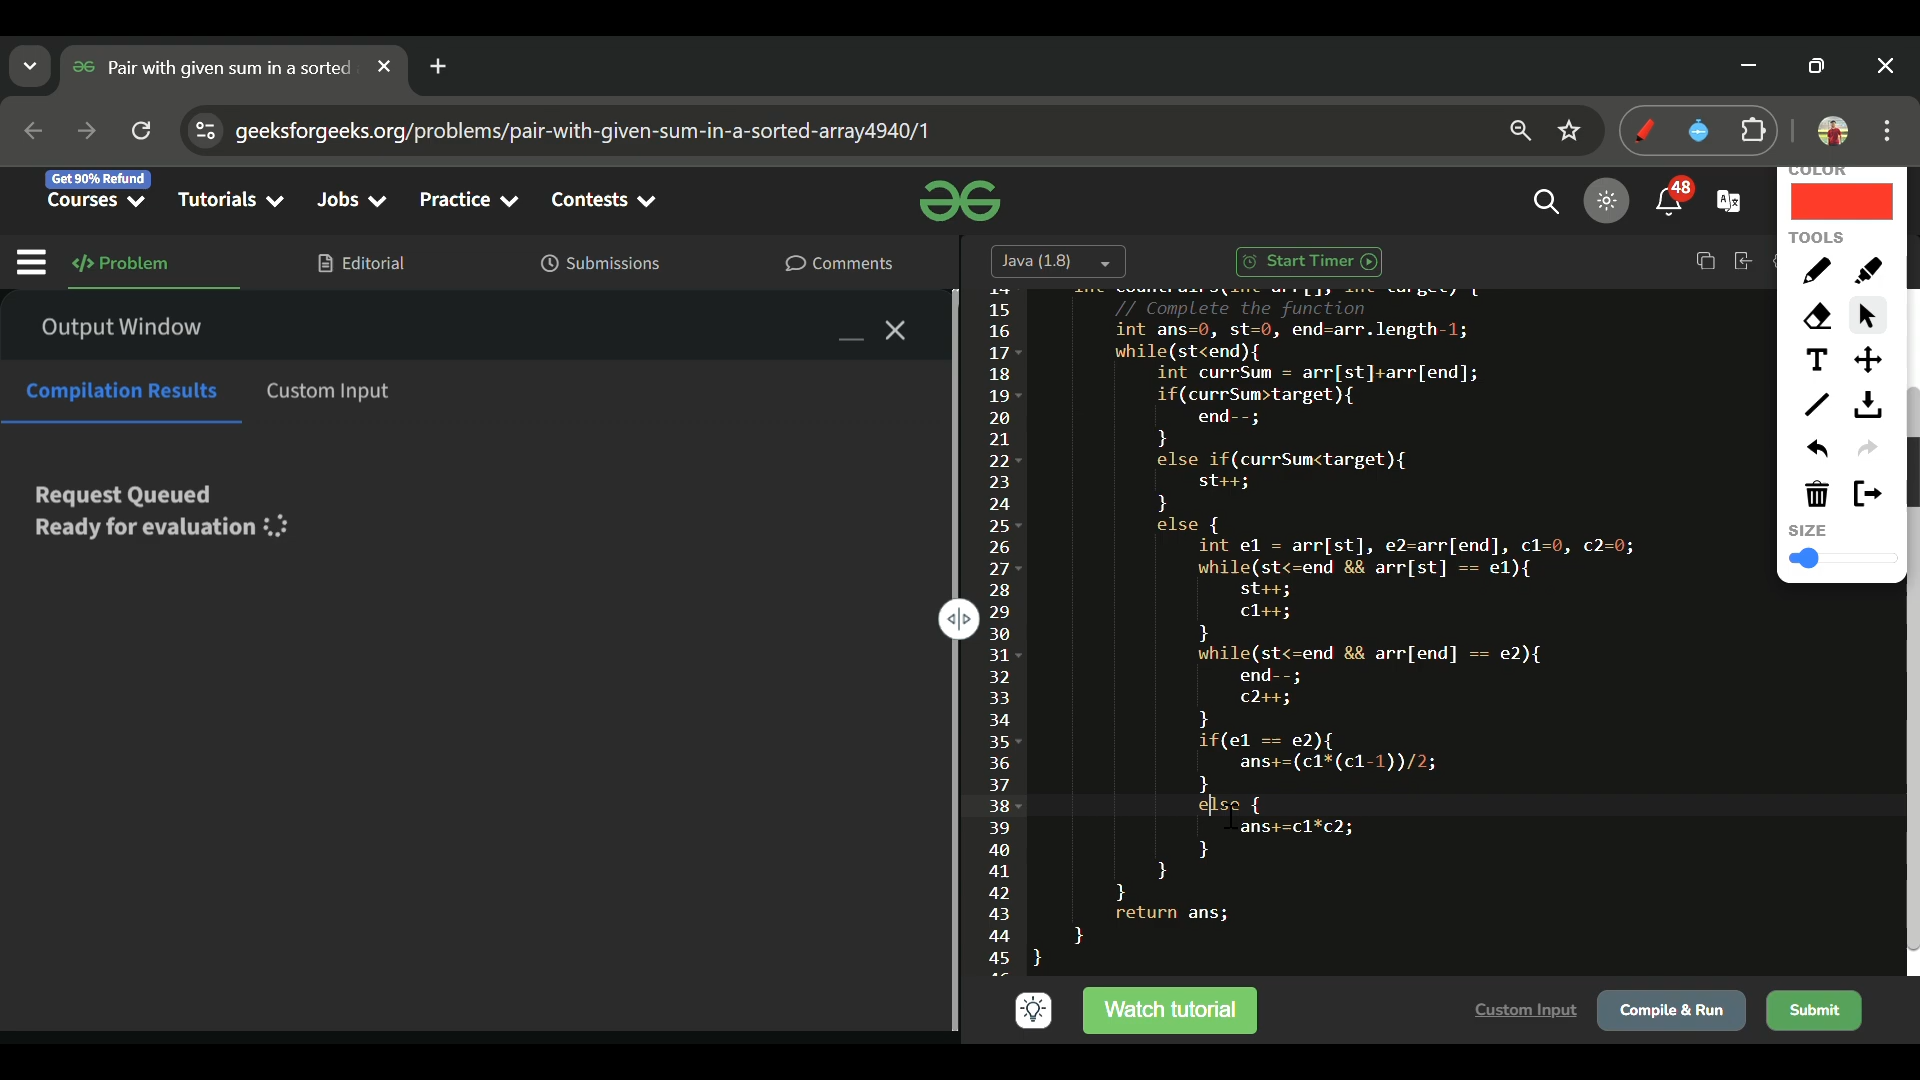 Pair with given sum in a sorted
geeksforgeeks.org/problems/pair-with-given-sum-in-a-sorted-array4940/1
Get 90% Refund
Courses
Tutorials
Jobs
Practice
Contests
48
COLOR
TOOLS
SIZE
</> Problem
Editorial
Submissions
Comments
Java (1.8)
Start Timer
Output Window
Compilation Results
Custom Input
Request Queued
Ready for evaluation
14 int countPairs(int arr[], int target) {
15 // Complete the function
16 int ans=0, st=0, end=arr.length-1;
17 while(st<end){
18 int currSum = arr[st]+arr[end];
19 if(currSum>target){
20 end--;
21 }
22 else if(currSum<target){
23 st++;
24 }
25 else {
26 int e1 = arr[st], e2=arr[end], c1=0, c2=0;
27 while(st<=end && arr[st] == e1){
28 st++;
29 c1++;
30 }
31 while(st<=end && arr[end] == e2){
32 end--;
33 c2++;
34 }
35 if(e1 == e2){
36 ans+=(c1*(c1-1))/2;
37 }
38 else {
39 ans+=c1*c2;
40 }
41 }
42 }
43 return ans;
44 }
45 }
Watch tutorial
Custom Input
Compile & Run
Submit